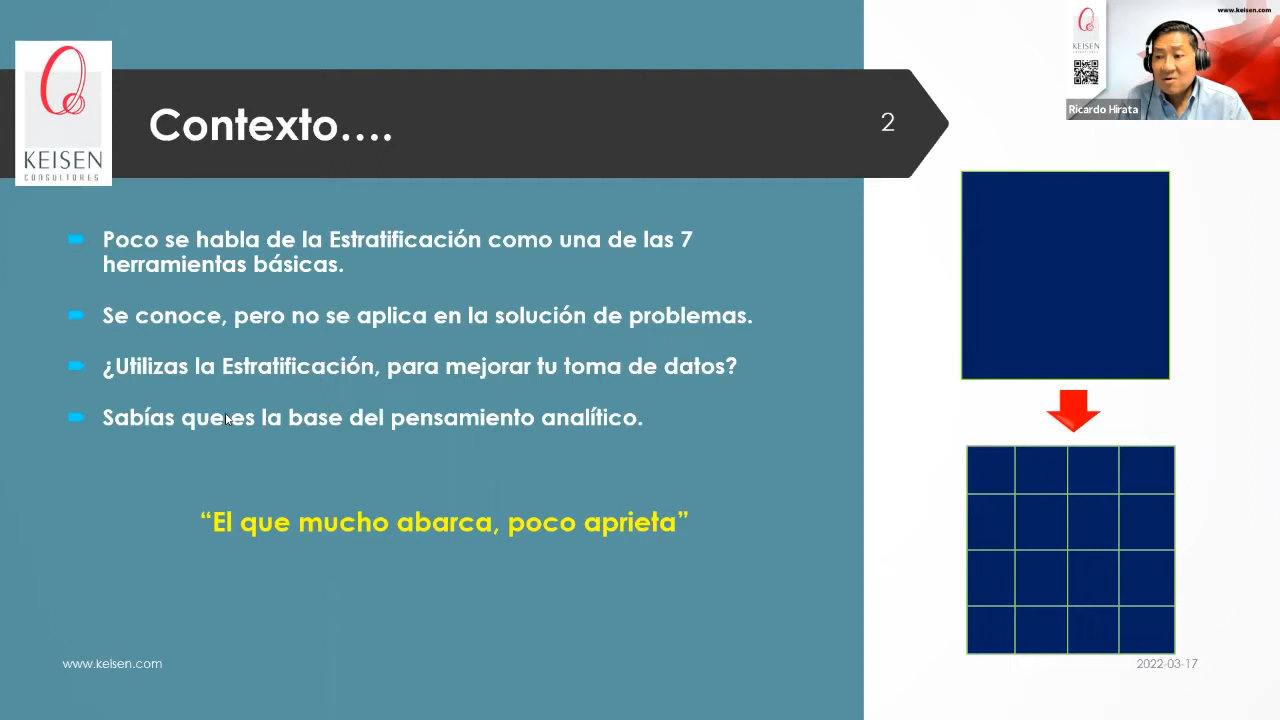 www.keisen.com
KEISEN
Ricardo Hirata
KEISEN
CONSULTORES
Contexto….
2
Poco se habla de la Estratificación como una de las 7
herramientas básicas.
Se conoce, pero no se aplica en la solución de problemas.
¿Utilizas la Estratificación, para mejorar tu toma de datos?
Sabías que es la base del pensamiento analítico.
“El que mucho abarca, poco aprieta”
www.keisen.com
2022-03-17